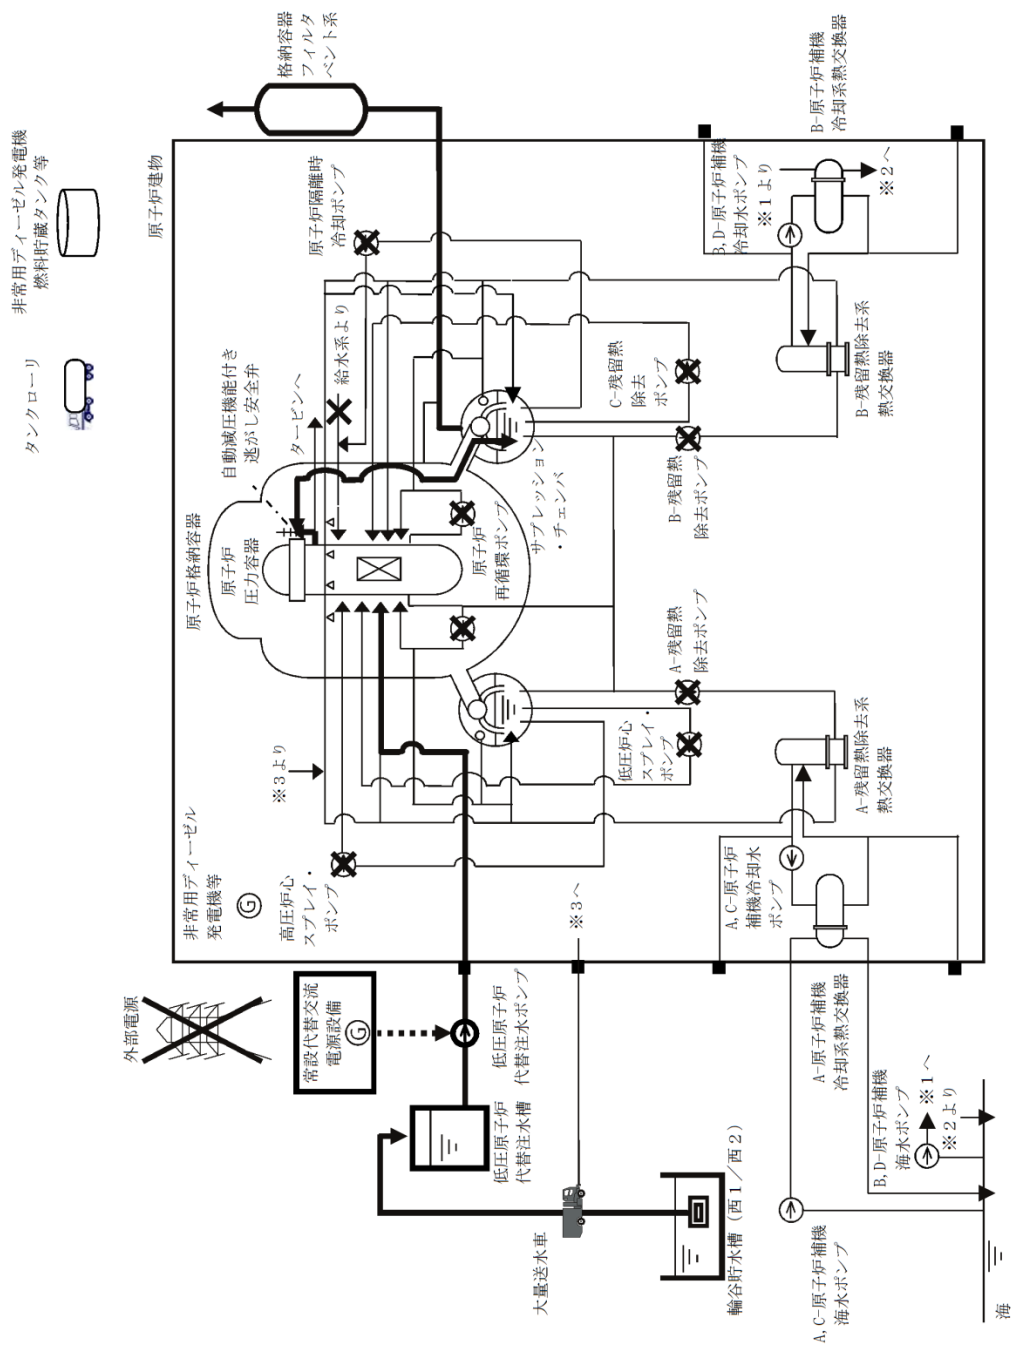 外部電源
非常用ディーゼル
発電機等
Ⓖ
※3より
原子炉格納容器
原子炉
圧力容器
自動減圧機能付き
逃がし安全弁
タービンへ
給水系より
原子炉建物
タンクローリ
非常用ディーゼル発電機
燃料貯蔵タンク等
格納容器
フィルタ
ベント系
原子炉隔離時
冷却ポンプ
常設代替交流
電源設備
Ⓖ
高圧炉心
スプレイ・
ポンプ
低圧原子炉
代替注水槽
低圧原子炉
代替注水ポンプ
原子炉
再循環ポンプ
サプレッション
・チェンバ
大量送水車
※3へ
低圧炉心
スプレイ・
ポンプ
A-残留熱
除去ポンプ
B-残留熱
除去ポンプ
C-残留熱
除去
ポンプ
輪谷貯水槽(西1/西2)
A,C-原子炉
補機冷却水
ポンプ
B,D-原子炉補機
冷却水ポンプ
※1より
※2へ
A-残留熱除去系
熱交換器
B-残留熱除去系
熱交換器
A-原子炉補機
冷却系熱交換器
B-原子炉補機
冷却系熱交換器
A,C-原子炉補機
海水ポンプ
B,D-原子炉補機
海水ポンプ
※1へ
※2より
海